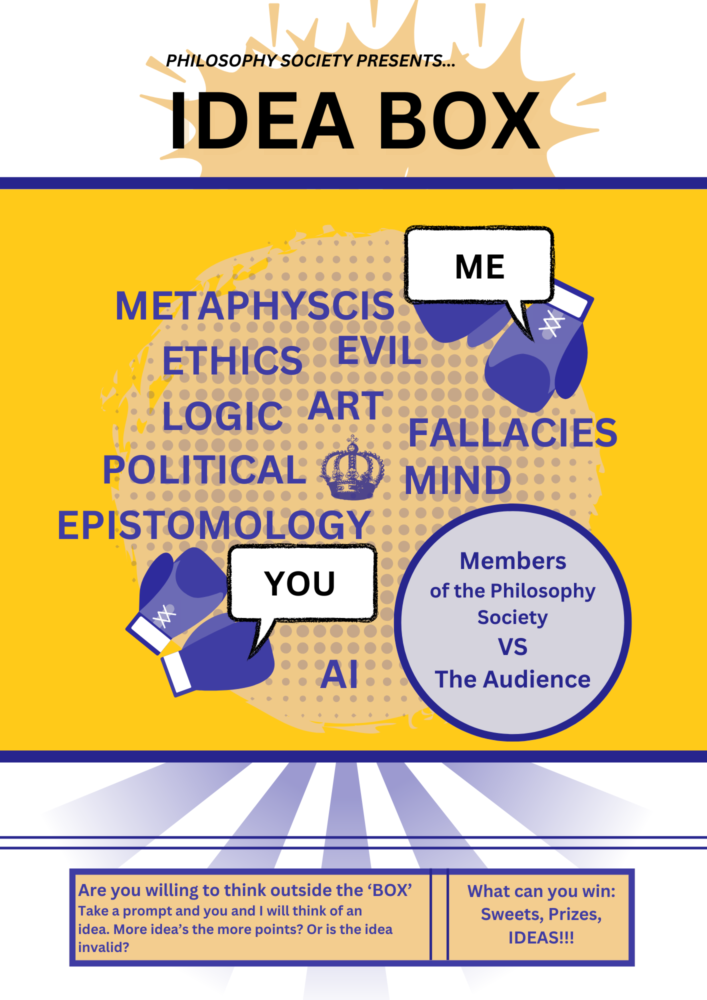 PHILOSOPHY SOCIETY PRESENTS...
IDEA BOX
ME
METAPHYSCIS
ETHICS
EVIL
LOGIC
ART
FALLACIES
POLITICAL
MIND
EPISTOMOLOGY
YOU
AI
Members
of the Philosophy
Society
VS
The Audience
Are you willing to think outside the ‘BOX’
Take a prompt and you and I will think of an
idea. More idea’s the more points? Or is the idea
invalid?
What can you win:
Sweets, Prizes,
IDEAS!!!